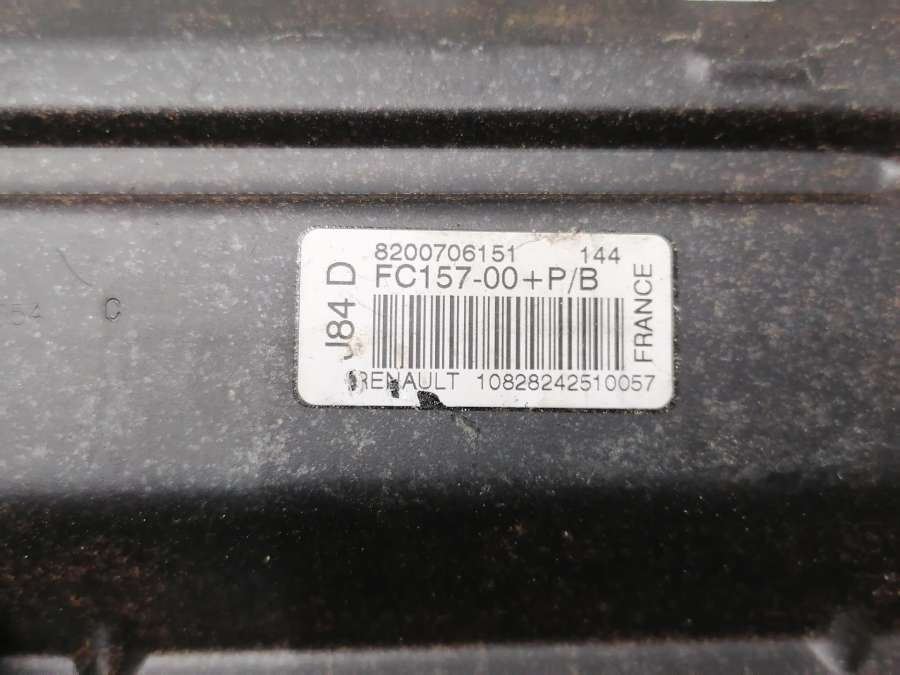 8200706151 144
FC157-00+P/B
J84 D
FRANCE
RENAULT 10828242510057
C